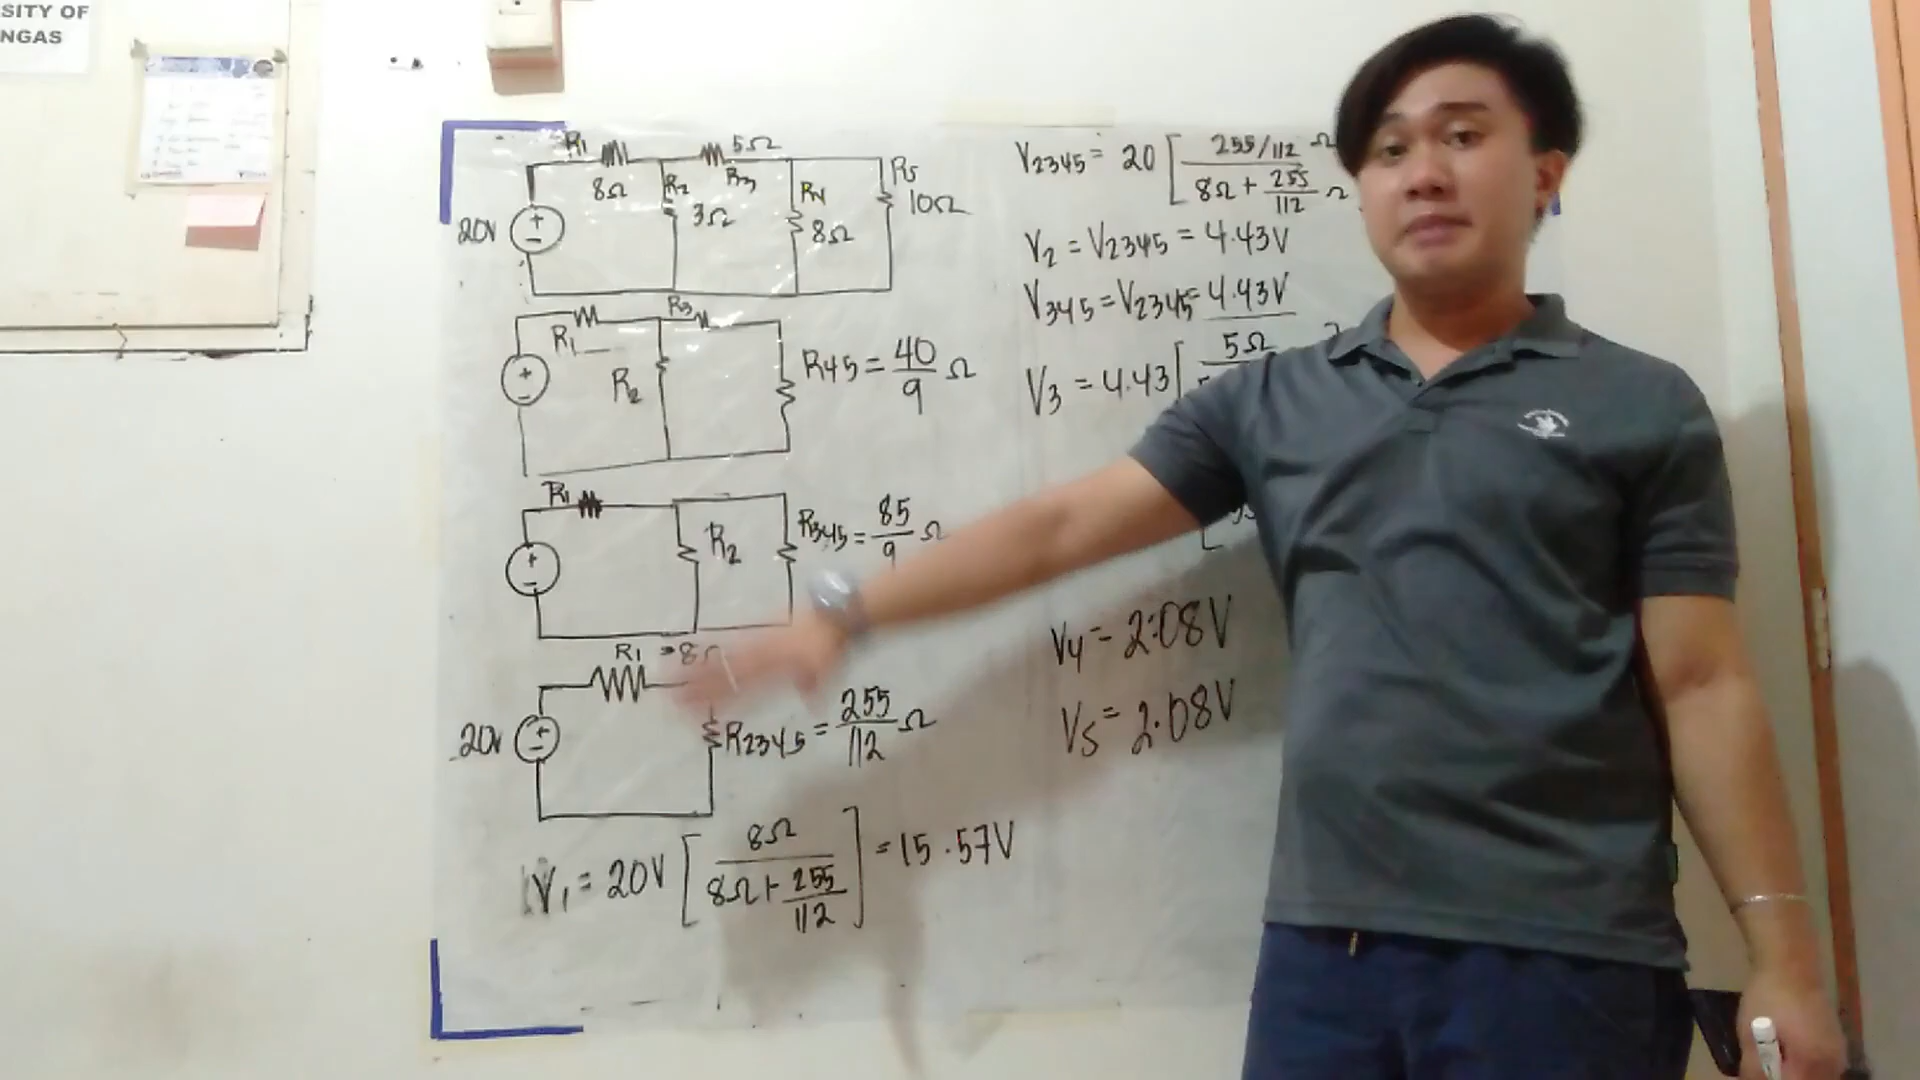 SITY OF
NGAS
R1
8Ω
5Ω
R3
R2
3Ω
R4
8Ω
R5
10Ω
20V
R1
R3
R2
R45 = 40/9 Ω
R1
R2
R345 = 85/9 Ω
R1 = 8Ω
20V
R2345 = 255/112 Ω
V1 = 20V [ 8Ω / 8Ω + 255/112 ] = 15.57V
V2345 = 20 [ 255/112 Ω / 8Ω + 255/112 Ω
V2 = V2345 = 4.43V
V345 = V2345 = 4.43V
V3 = 4.43 [ 5Ω
V4 = 2.08V
V5 = 2.08V